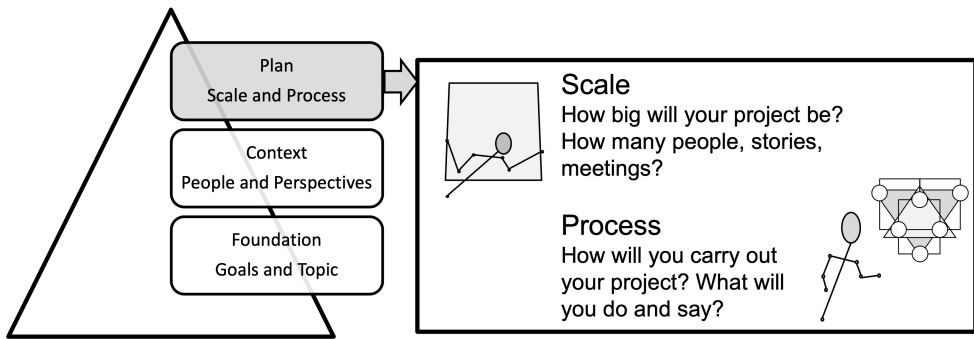 Plan
Scale and Process
Context
People and Perspectives
Foundation
Goals and Topic
Scale
How big will your project be?
How many people, stories,
meetings?
Process
How will you carry out
your project? What will
you do and say?